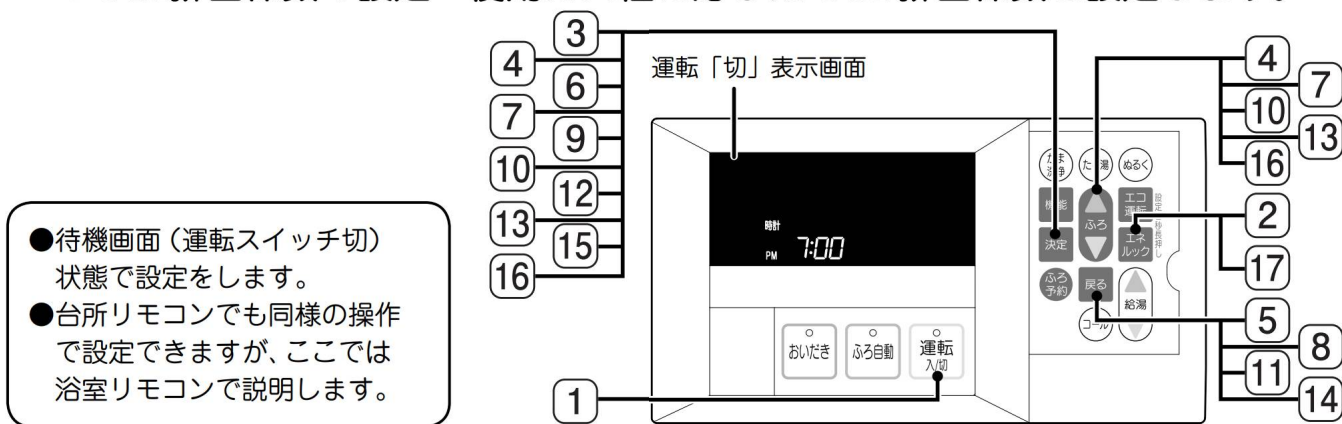 3
4
6
7
9
10
12
13
15
16
運転「切」表示画面
4
7
10
13
16
2
17
5
8
11
14
1
時計
PM 7:00
ぬるく
エコ
運転
ふろ
決定
エネ
ルック
ふろ
予約
戻る
給湯
コール
おいだき
ふろ自動
運転
入/切
●待機画面（運転スイッチ切）
状態で設定をします。
●台所リモコンでも同様の操作
で設定できますが、ここでは
浴室リモコンで説明します。